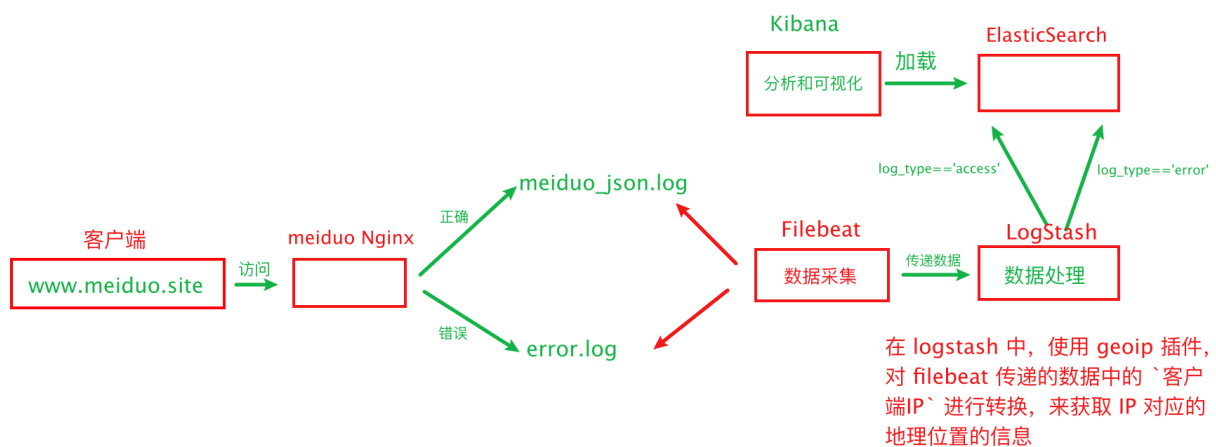 Kibana
ElasticSearch
分析和可视化
加载
log_type=='access'
log_type=='error'
meiduo_json.log
正确
客户端
meiduo Nginx
Filebeat
LogStash
www.meiduo.site
访问
数据采集
传递数据
数据处理
错误
error.log
在 logstash 中，使用 geoip 插件，
对 filebeat 传递的数据中的 `客户
端IP` 进行转换，来获取 IP 对应的
地理位置的信息